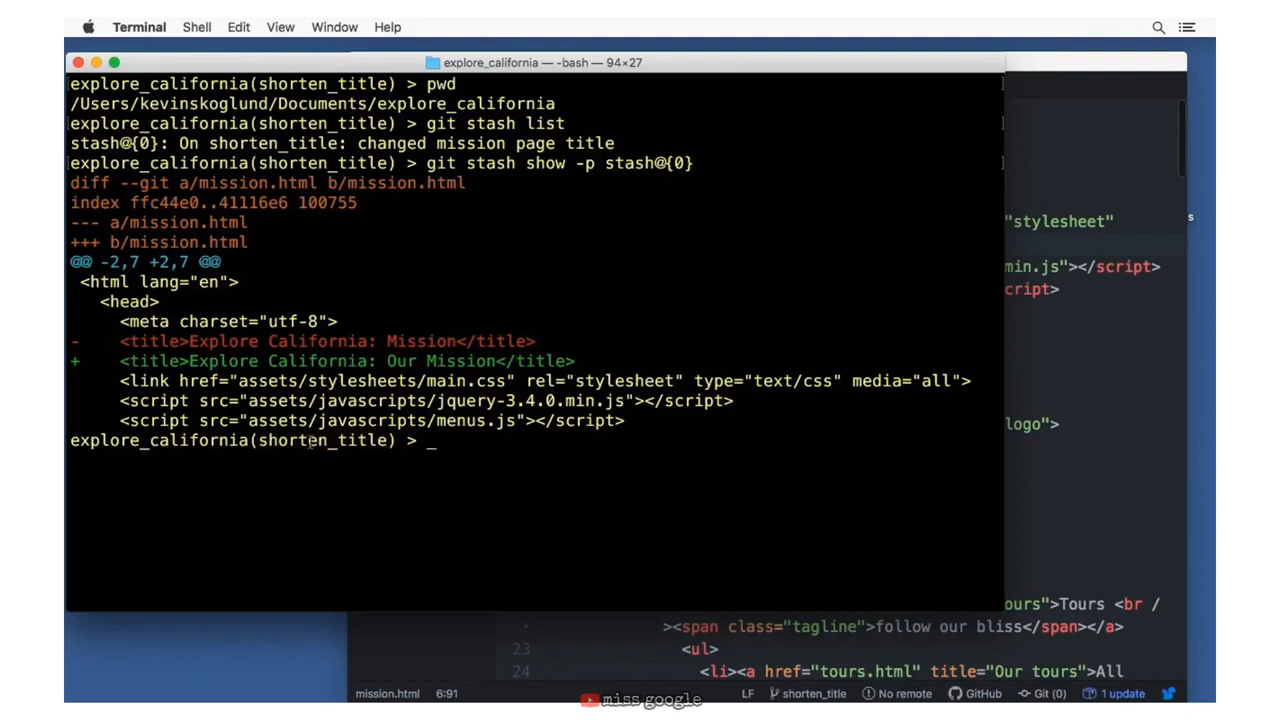 Terminal Shell Edit View Window Help
explore_california — -bash — 94×27
explore_california(shorten_title) > pwd
/Users/kevinskoglund/Documents/explore_california
explore_california(shorten_title) > git stash list
stash@{0}: On shorten_title: changed mission page title
explore_california(shorten_title) > git stash show -p stash@{0}
diff --git a/mission.html b/mission.html
index ffc44e0..41116e6 100755
--- a/mission.html
+++ b/mission.html
@@ -2,7 +2,7 @@
<html lang="en">
<head>
<meta charset="utf-8">
- <title>Explore California: Mission</title>
+ <title>Explore California: Our Mission</title>
<link href="assets/stylesheets/main.css" rel="stylesheet" type="text/css" media="all">
<script src="assets/javascripts/jquery-3.4.0.min.js"></script>
<script src="assets/javascripts/menus.js"></script>
explore_california(shorten_title) > _
"stylesheet"
s
min.js"></script>
cript>
logo">
ours">Tours <br /
><span class="tagline">follow our bliss</span></a>
23 <ul>
24 <li><a href="tours.html" title="Our tours">All
mission.html 6:91 LF shorten_title No remote GitHub Git (0) 1 update
miss google